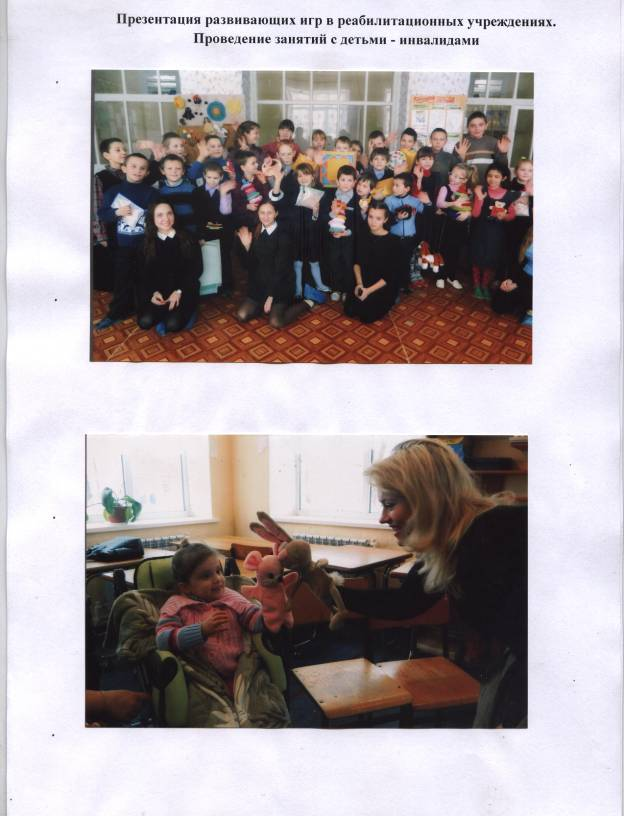 Презентация развивающих игр в реабилитационных учреждениях.
Проведение занятий с детьми - инвалидами